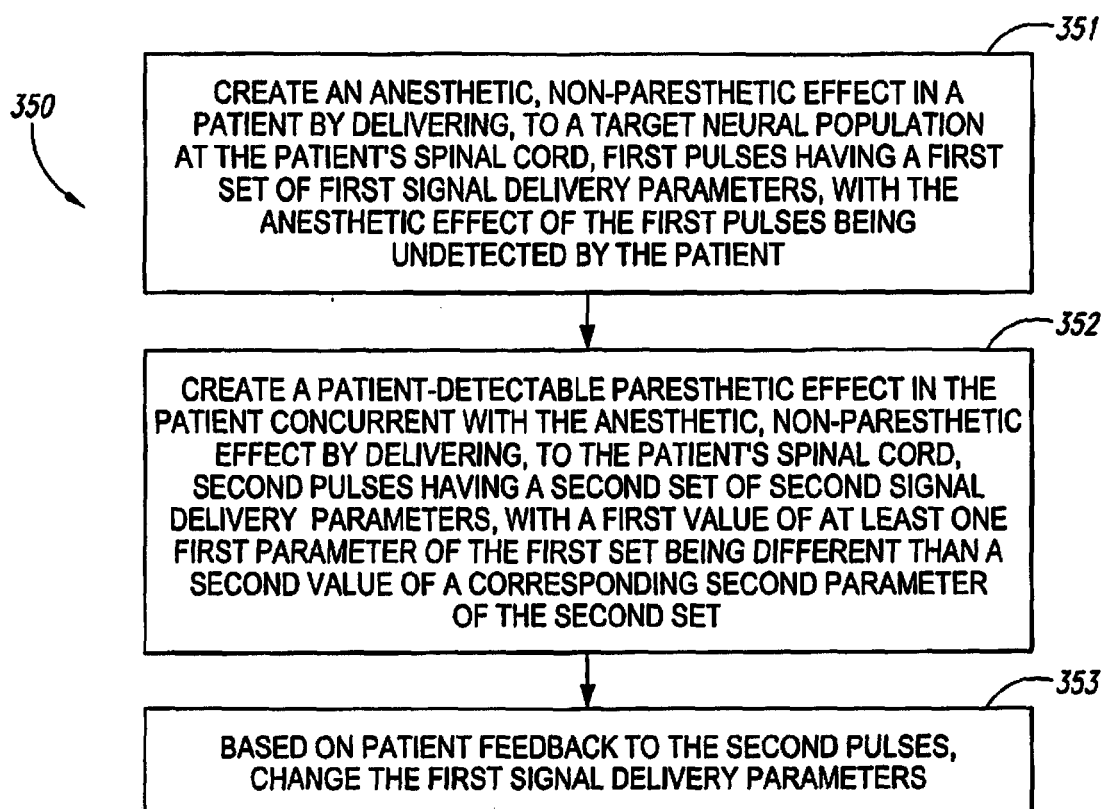 351
350
CREATE AN ANESTHETIC, NON-PARESTHETIC EFFECT IN A
PATIENT BY DELIVERING, TO A TARGET NEURAL POPULATION
AT THE PATIENT'S SPINAL CORD, FIRST PULSES HAVING A FIRST
SET OF FIRST SIGNAL DELIVERY PARAMETERS, WITH THE
ANESTHETIC EFFECT OF THE FIRST PULSES BEING
UNDETECTED BY THE PATIENT
352
CREATE A PATIENT-DETECTABLE PARESTHETIC EFFECT IN THE
PATIENT CONCURRENT WITH THE ANESTHETIC, NON-PARESTHETIC
EFFECT BY DELIVERING, TO THE PATIENT'S SPINAL CORD,
SECOND PULSES HAVING A SECOND SET OF SECOND SIGNAL
DELIVERY PARAMETERS, WITH A FIRST VALUE OF AT LEAST ONE
FIRST PARAMETER OF THE FIRST SET BEING DIFFERENT THAN A
SECOND VALUE OF A CORRESPONDING SECOND PARAMETER
OF THE SECOND SET
353
BASED ON PATIENT FEEDBACK TO THE SECOND PULSES,
CHANGE THE FIRST SIGNAL DELIVERY PARAMETERS